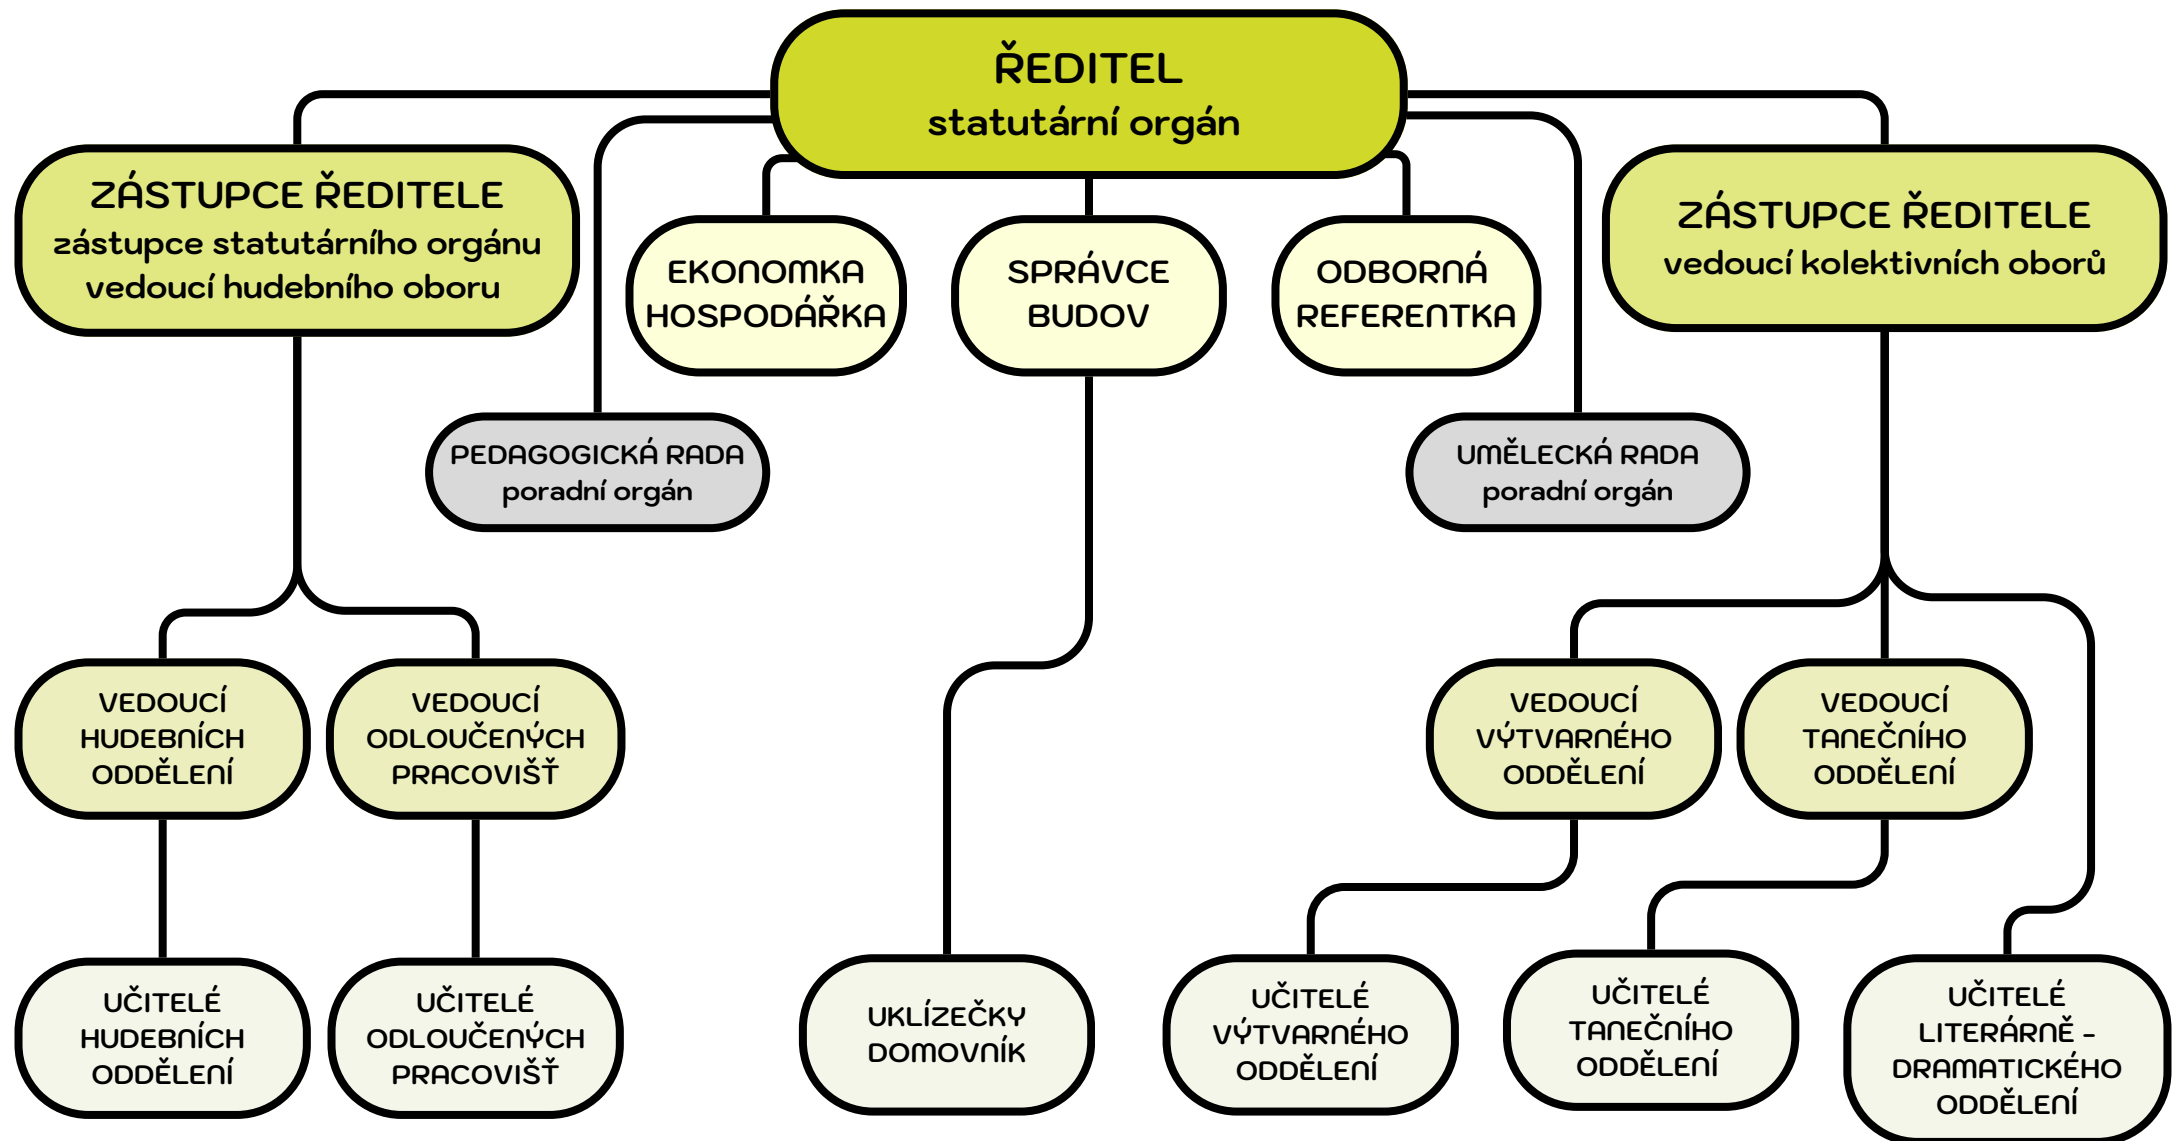 ŘEDITEL
statutární orgán
ZÁSTUPCE ŘEDITELE
zástupce statutárního orgánu
vedoucí hudebního oboru
EKONOMKA
HOSPODÁŘKA
SPRÁVCE
BUDOV
ODBORNÁ
REFERENTKA
ZÁSTUPCE ŘEDITELE
vedoucí kolektivních oborů
PEDAGOGICKÁ RADA
poradní orgán
UMĚLECKÁ RADA
poradní orgán
VEDOUCÍ
HUDEBNÍCH
ODDĚLENÍ
VEDOUCÍ
ODLOUČENÝCH
PRACOVIŠŤ
VEDOUCÍ
VÝTVARNÉHO
ODDĚLENÍ
VEDOUCÍ
TANEČNÍHO
ODDĚLENÍ
UČITELÉ
HUDEBNÍCH
ODDĚLENÍ
UČITELÉ
ODLOUČENÝCH
PRACOVIŠŤ
UKLÍZEČKY
DOMOVNÍK
UČITELÉ
VÝTVARNÉHO
ODDĚLENÍ
UČITELÉ
TANEČNÍHO
ODDĚLENÍ
UČITELÉ
LITERÁRNĚ -
DRAMATICKÉHO
ODDĚLENÍ